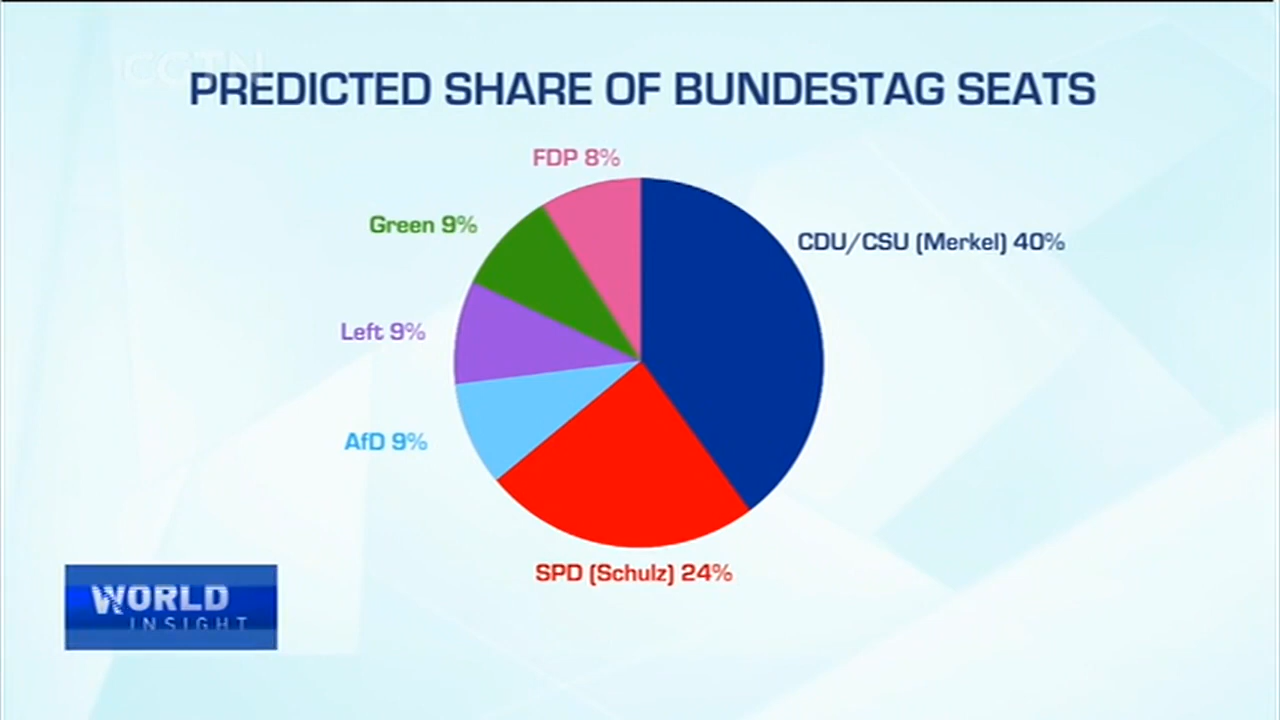 CGTN
PREDICTED SHARE OF BUNDESTAG SEATS
FDP 8%
Green 9%
CDU/CSU (Merkel) 40%
Left 9%
AfD 9%
SPD (Schulz) 24%
WORLD
INSIGHT